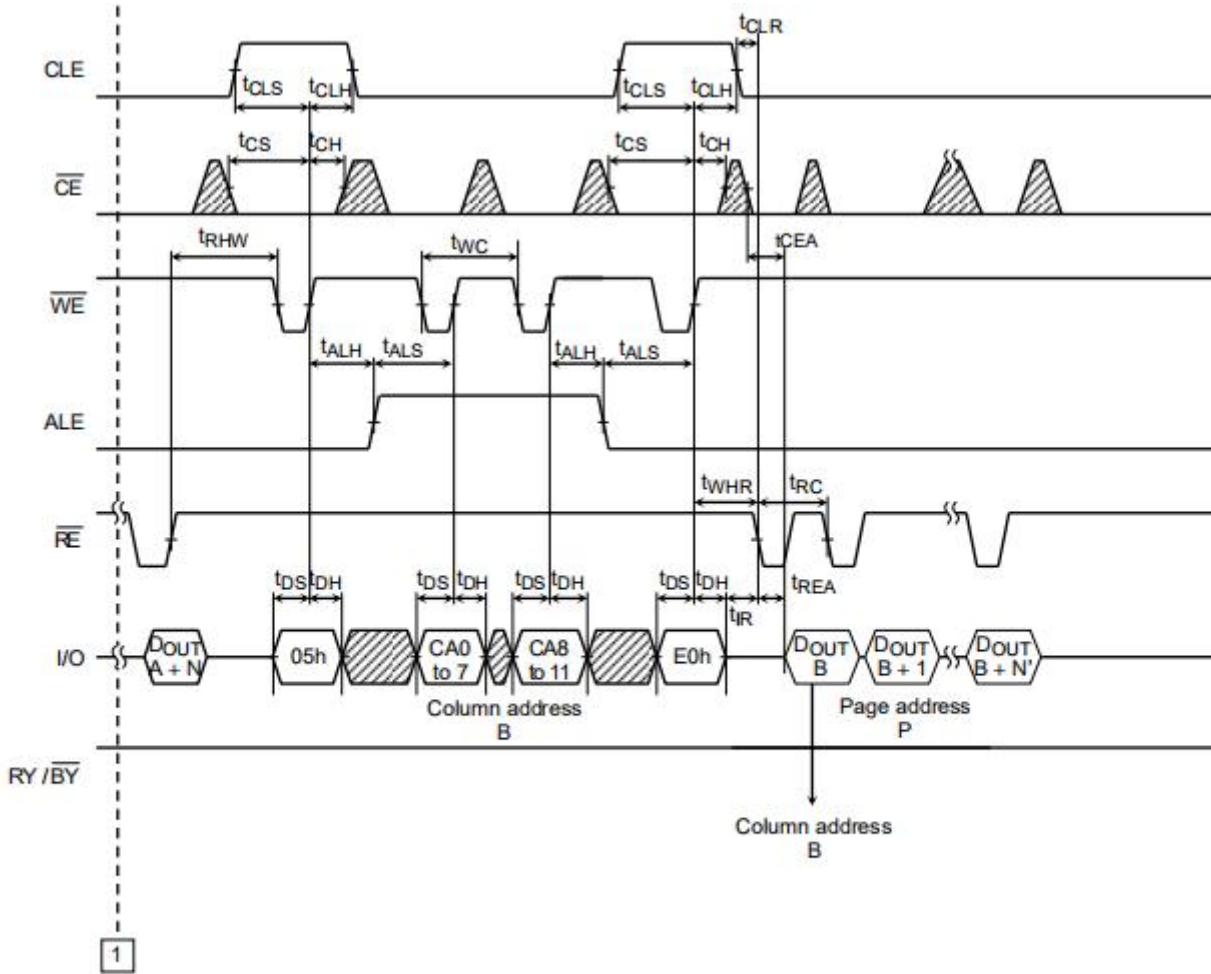 tCLR
CLE
tCLS tCLH tCLS tCLH
tCS tCH tCS tCH
CE
tRHW tWC tCEA
WE
tALH tALS tALH tALS
ALE
tWHR tRC
RE
tDS tDH tDS tDH tDS tDH tDS tDH tIR tREA
I/O
DOUT
A + N
05h
CA0
to 7
CA8
to 11
E0h
DOUT
B
DOUT
B + 1
DOUT
B + N'
Column address
B
Page address
P
RY / BY
Column address
B
1